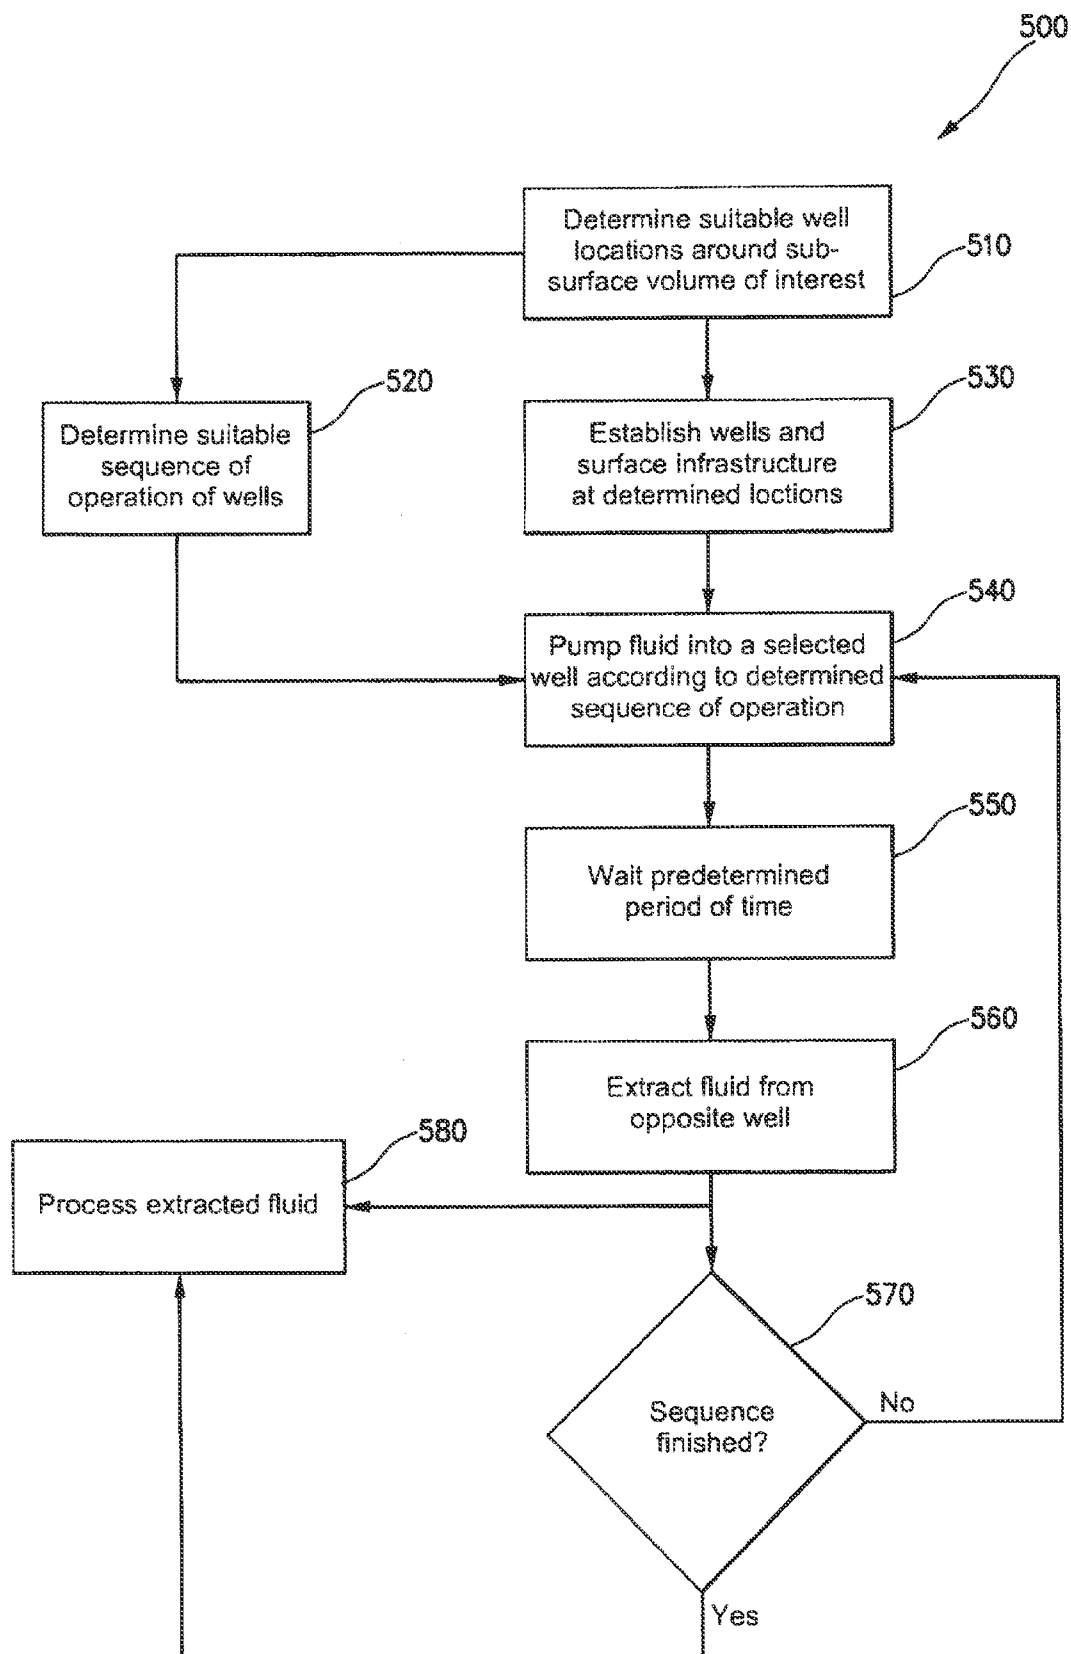 500
Determine suitable well
locations around sub-
surface volume of interest
510
520
Determine suitable
sequence of
operation of wells
530
Establish wells and
surface infrastructure
at determined loctions
540
Pump fluid into a selected
well according to determined
sequence of operation
550
Wait predetermined
period of time
560
Extract fluid from
opposite well
580
Process extracted fluid
570
Sequence
finished?
No
Yes